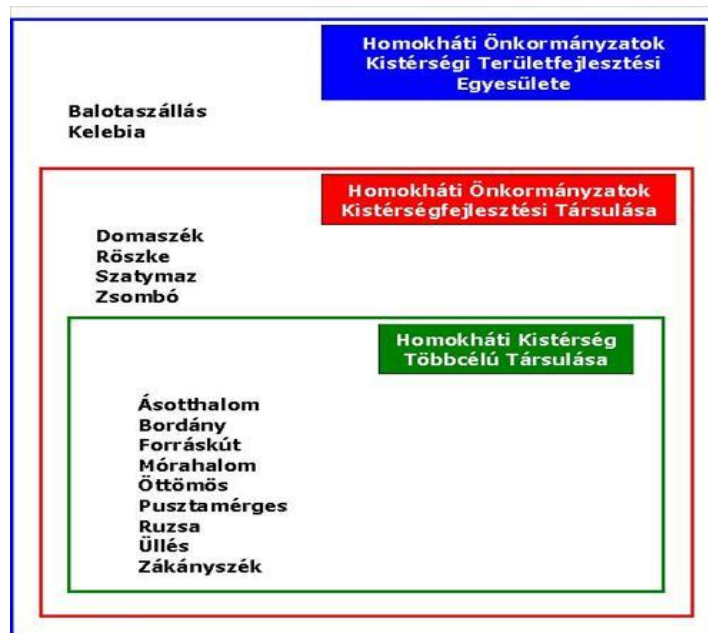 Homokháti Önkormányzatok
Kistérségi Területfejlesztési
Egyesülete
Balotaszállás
Kelebia
Homokháti Önkormányzatok
Kistérségfejlesztési Társulása
Domaszék
Röszke
Szatymaz
Zsombó
Homokháti Kistérség
Többcélú Társulása
Ásotthalom
Bordány
Forráskút
Mórahalom
Öttömös
Pusztamérges
Ruzsa
Üllés
Zákányszék